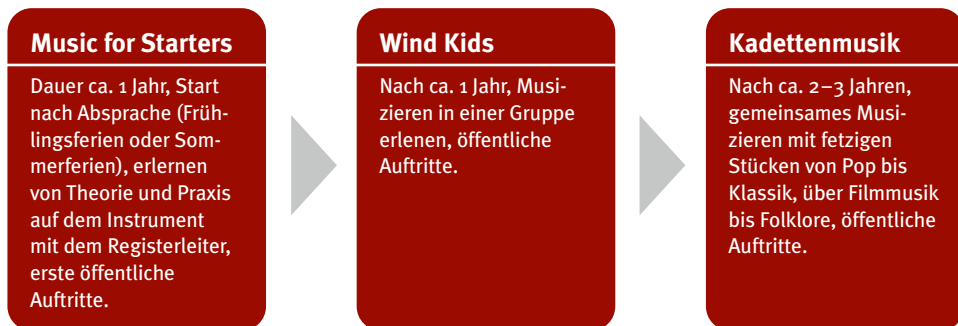 Music for Starters
Dauer ca. 1 Jahr, Start
nach Absprache (Früh-
lingsferien oder Som-
merferien), erlernen
von Theorie und Praxis
auf dem Instrument
mit dem Registerleiter,
erste öffentliche
Auftritte.
Wind Kids
Nach ca. 1 Jahr, Musi-
zieren in einer Gruppe
erlenen, öffentliche
Auftritte.
Kadettenmusik
Nach ca. 2–3 Jahren,
gemeinsames Musi-
zieren mit fetzigen
Stücken von Pop bis
Klassik, über Filmmusik
bis Folklore, öffentliche
Auftritte.